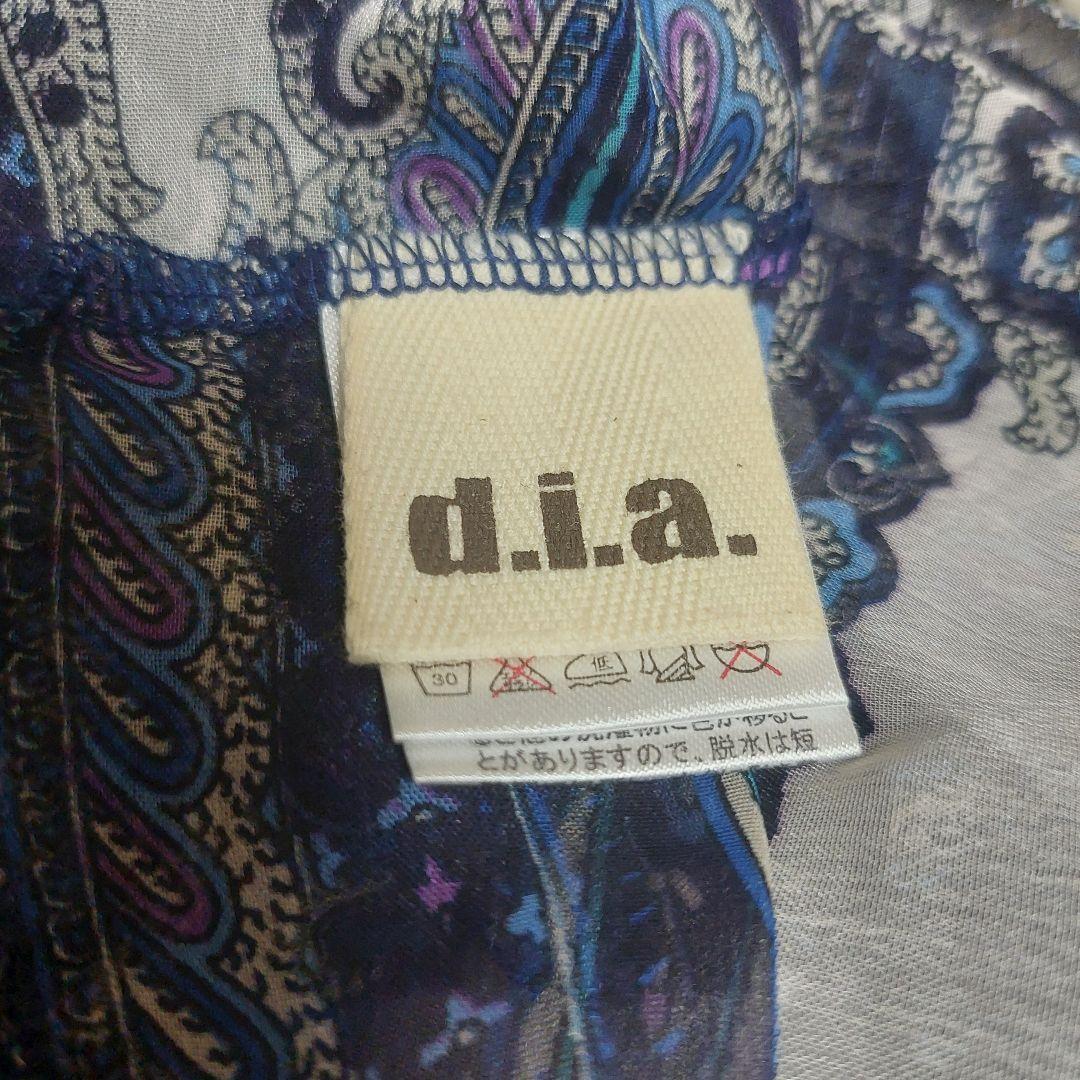 d.i.a.
30 低
とがありますので、脱水は短